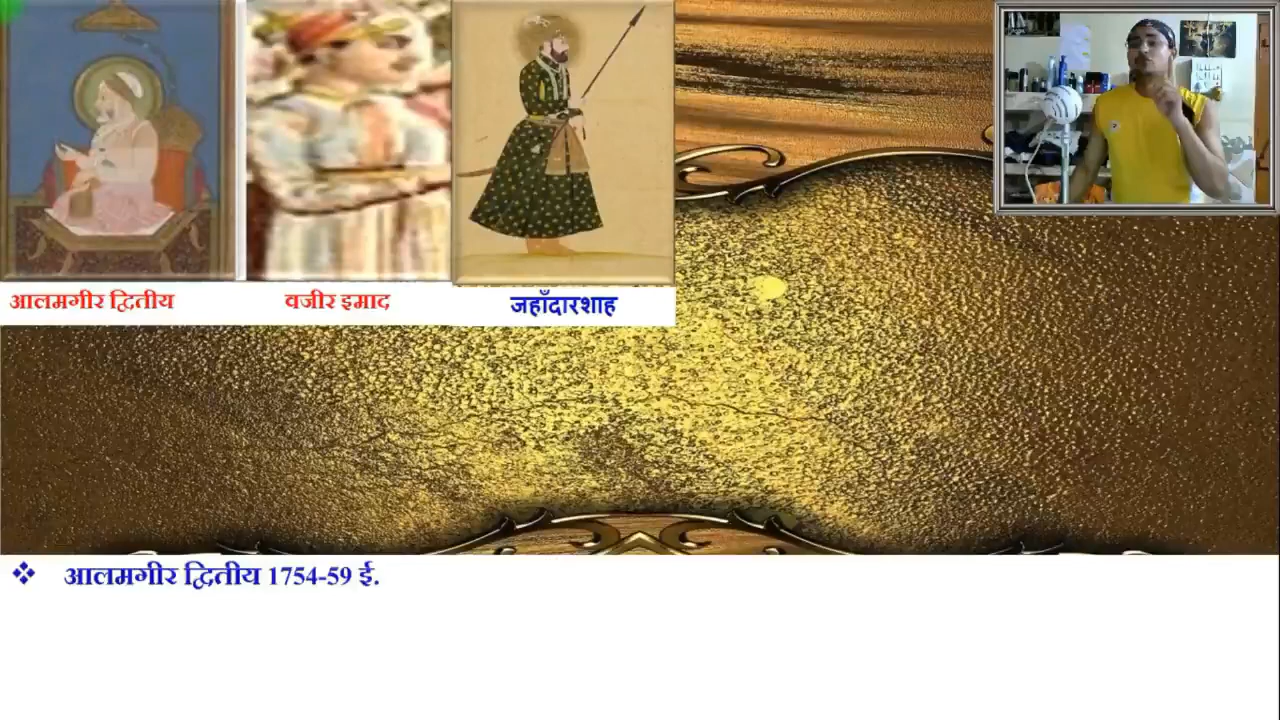 आलमगीर द्वितीय
वजीर इमाद
जहाँदारशाह
❖ आलमगीर द्वितीय 1754-59 ई.